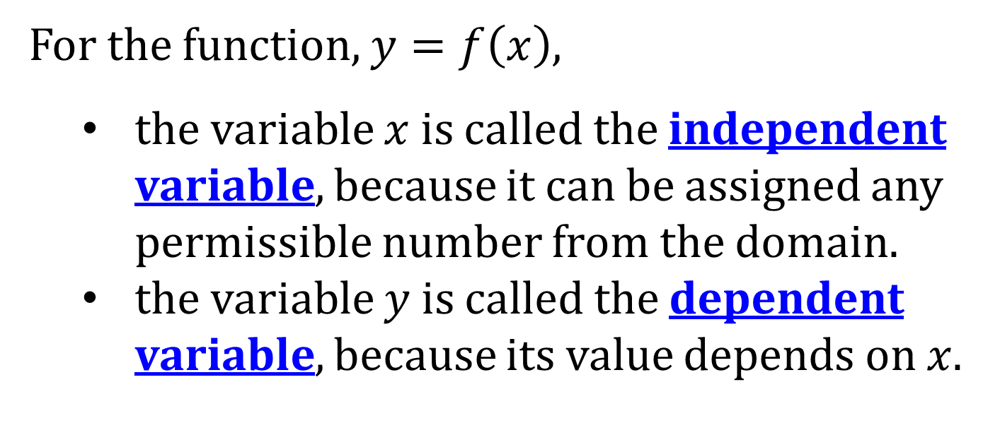 For the function, y = f(x),
• the variable x is called the independent
variable, because it can be assigned any
permissible number from the domain.
• the variable y is called the dependent
variable, because its value depends on x.